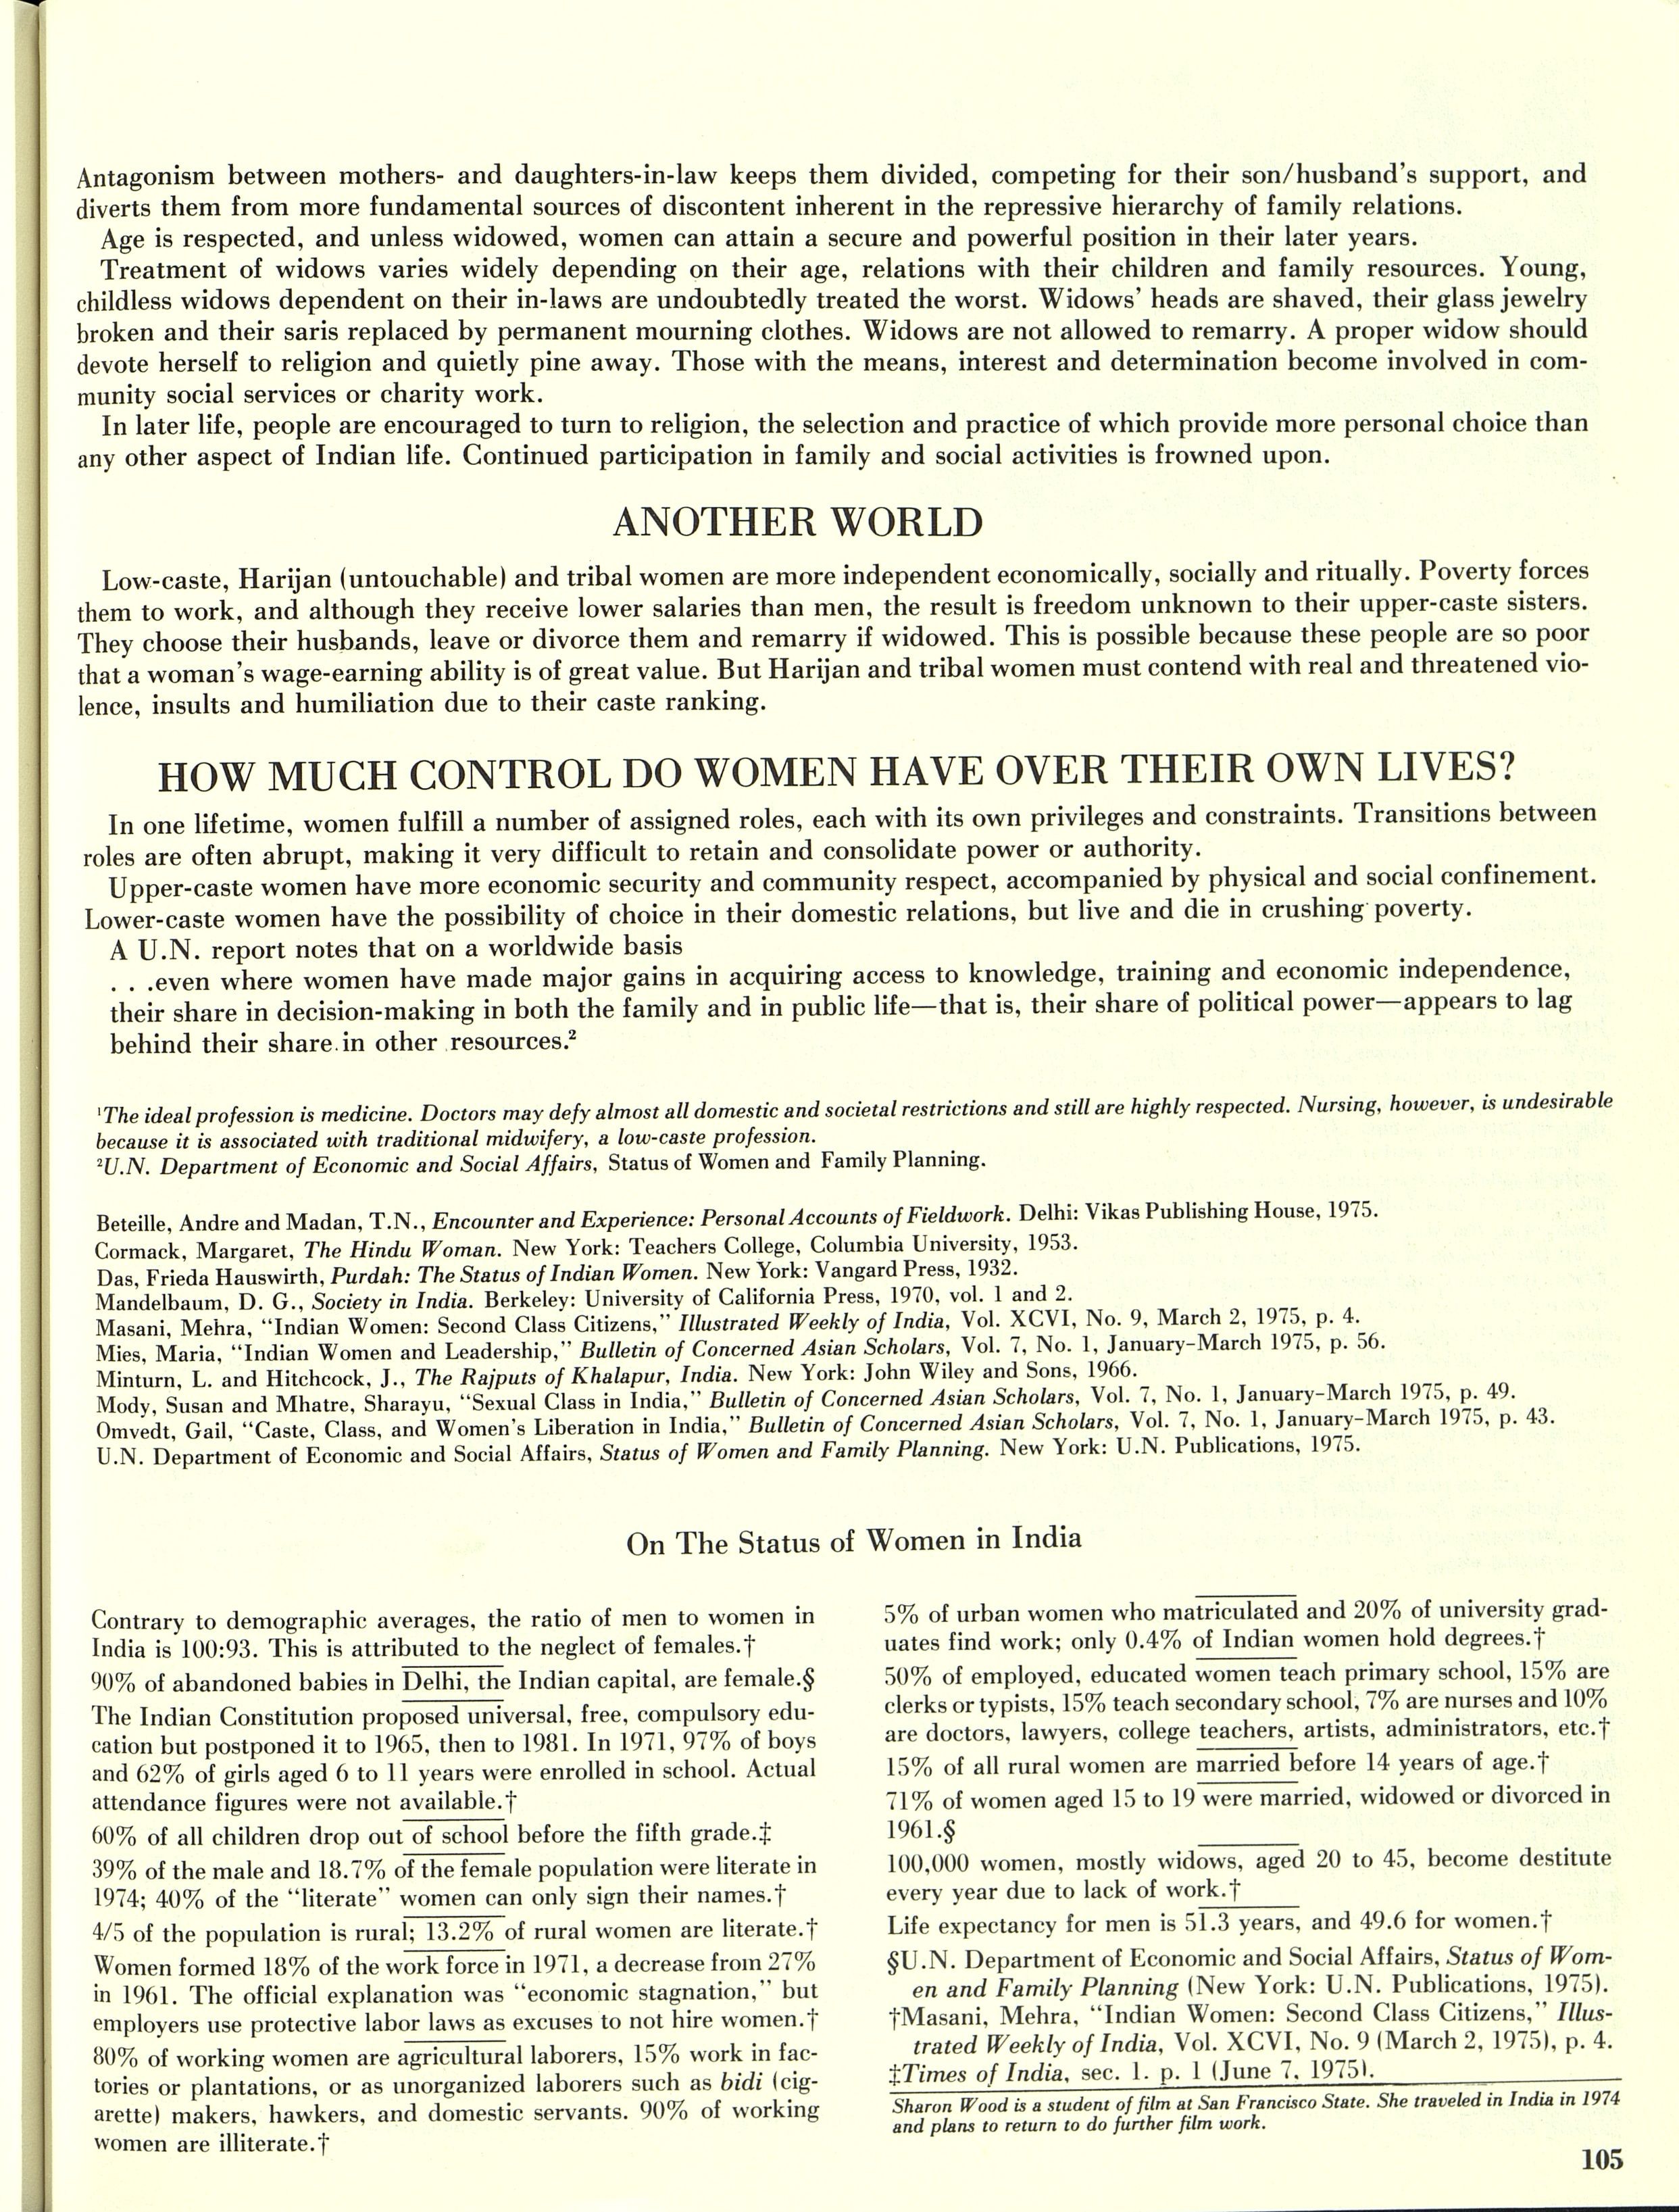 Antagonism between mothers- and daughters-in-law keeps them divided, competing for their son/husband's support, and
diverts them from more fundamental sources of discontent inherent in the repressive hierarchy of family relations.
Age is respected, and unless widowed, women can attain a secure and powerful position in their later years.
Treatment of widows varies widely depending on their age, relations with their children and family resources. Young,
childless widows dependent on their in-laws are undoubtedly treated the worst. Widows' heads are shaved, their glass jewelry
broken and their saris replaced by permanent mourning clothes. Widows are not allowed to remarry. A proper widow should
devote herself to religion and quietly pine away. Those with the means, interest and determination become involved in com-
munity social services or charity work.
In later life, people are encouraged to turn to religion, the selection and practice of which provide more personal choice than
any other aspect of Indian life. Continued participation in family and social activities is frowned upon.
ANOTHER WORLD
Low-caste, Harijan (untouchable) and tribal women are more independent economically, socially and ritually. Poverty forces
them to work, and although they receive lower salaries than men, the result is freedom unknown to their upper-caste sisters.
They choose their husbands, leave or divorce them and remarry if widowed. This is possible because these people are so poor
that a woman's wage-earning ability is of great value. But Harijan and tribal women must contend with real and threatened vio-
lence, insults and humiliation due to their caste ranking.
HOW MUCH CONTROL DO WOMEN HAVE OVER THEIR OWN LIVES?
In one lifetime, women fulfill a number of assigned roles, each with its own privileges and constraints. Transitions between
roles are often abrupt, making it very difficult to retain and consolidate power or authority.
Upper-caste women have more economic security and community respect, accompanied by physical and social confinement.
Lower-caste women have the possibility of choice in their domestic relations, but live and die in crushing poverty.
A U.N. report notes that on a worldwide basis
. . .even where women have made major gains in acquiring access to knowledge, training and economic independence,
their share in decision-making in both the family and in public life—that is, their share of political power—appears to lag
behind their share in other resources.²
¹The ideal profession is medicine. Doctors may defy almost all domestic and societal restrictions and still are highly respected. Nursing, however, is undesirable
because it is associated with traditional midwifery, a low-caste profession.
²U.N. Department of Economic and Social Affairs, Status of Women and Family Planning.
Beteille, Andre and Madan, T.N., Encounter and Experience: Personal Accounts of Fieldwork. Delhi: Vikas Publishing House, 1975.
Cormack, Margaret, The Hindu Woman. New York: Teachers College, Columbia University, 1953.
Das, Frieda Hauswirth, Purdah: The Status of Indian Women. New York: Vangard Press, 1932.
Mandelbaum, D. G., Society in India. Berkeley: University of California Press, 1970, vol. 1 and 2.
Masani, Mehra, "Indian Women: Second Class Citizens," Illustrated Weekly of India, Vol. XCVI, No. 9, March 2, 1975, p. 4.
Mies, Maria, "Indian Women and Leadership," Bulletin of Concerned Asian Scholars, Vol. 7, No. 1, January-March 1975, p. 56.
Minturn, L. and Hitchcock, J., The Rajputs of Khalapur, India. New York: John Wiley and Sons, 1966.
Mody, Susan and Mhatre, Sharayu, "Sexual Class in India," Bulletin of Concerned Asian Scholars, Vol. 7, No. 1, January-March 1975, p. 49.
Omvedt, Gail, "Caste, Class, and Women's Liberation in India," Bulletin of Concerned Asian Scholars, Vol. 7, No. 1, January-March 1975, p. 43.
U.N. Department of Economic and Social Affairs, Status of Women and Family Planning. New York: U.N. Publications, 1975.
On The Status of Women in India
Contrary to demographic averages, the ratio of men to women in
India is 100:93. This is attributed to the neglect of females.†
90% of abandoned babies in Delhi, the Indian capital, are female.§
The Indian Constitution proposed universal, free, compulsory edu-
cation but postponed it to 1965, then to 1981. In 1971, 97% of boys
and 62% of girls aged 6 to 11 years were enrolled in school. Actual
attendance figures were not available.†
60% of all children drop out of school before the fifth grade.‡
39% of the male and 18.7% of the female population were literate in
1974; 40% of the "literate" women can only sign their names.†
4/5 of the population is rural; 13.2% of rural women are literate.†
Women formed 18% of the work force in 1971, a decrease from 27%
in 1961. The official explanation was "economic stagnation," but
employers use protective labor laws as excuses to not hire women.†
80% of working women are agricultural laborers, 15% work in fac-
tories or plantations, or as unorganized laborers such as bidi (cig-
arette) makers, hawkers, and domestic servants. 90% of working
women are illiterate.†
5% of urban women who matriculated and 20% of university grad-
uates find work; only 0.4% of Indian women hold degrees.†
50% of employed, educated women teach primary school, 15% are
clerks or typists, 15% teach secondary school, 7% are nurses and 10%
are doctors, lawyers, college teachers, artists, administrators, etc.†
15% of all rural women are married before 14 years of age.†
71% of women aged 15 to 19 were married, widowed or divorced in
1961.§
100,000 women, mostly widows, aged 20 to 45, become destitute
every year due to lack of work.†
Life expectancy for men is 51.3 years, and 49.6 for women.†
§U.N. Department of Economic and Social Affairs, Status of Wom-
en and Family Planning (New York: U.N. Publications, 1975).
†Masani, Mehra, "Indian Women: Second Class Citizens," Illus-
trated Weekly of India, Vol. XCVI, No. 9 (March 2, 1975), p. 4.
‡Times of India, sec. 1. p. 1 (June 7, 1975).
Sharon Wood is a student of film at San Francisco State. She traveled in India in 1974
and plans to return to do further film work.
105